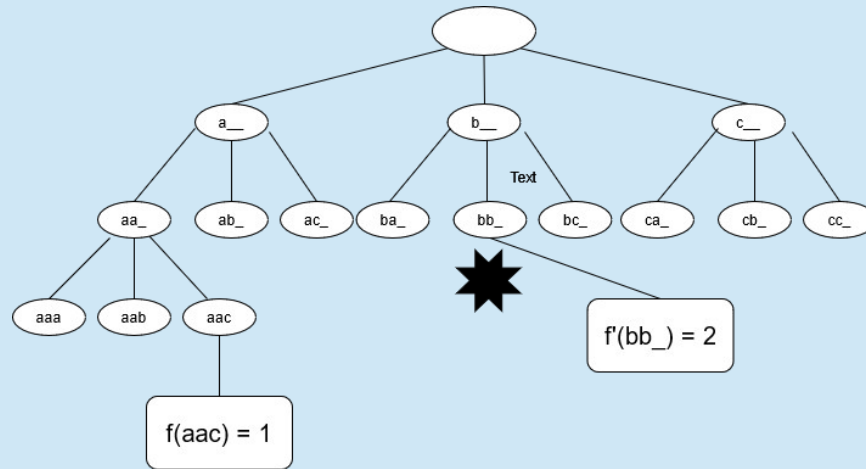 a__
b__
c__
Text
aa_
ab_
ac_
ba_
bb_
bc_
ca_
cb_
cc_
aaa
aab
aac
f'(bb_) = 2
f(aac) = 1